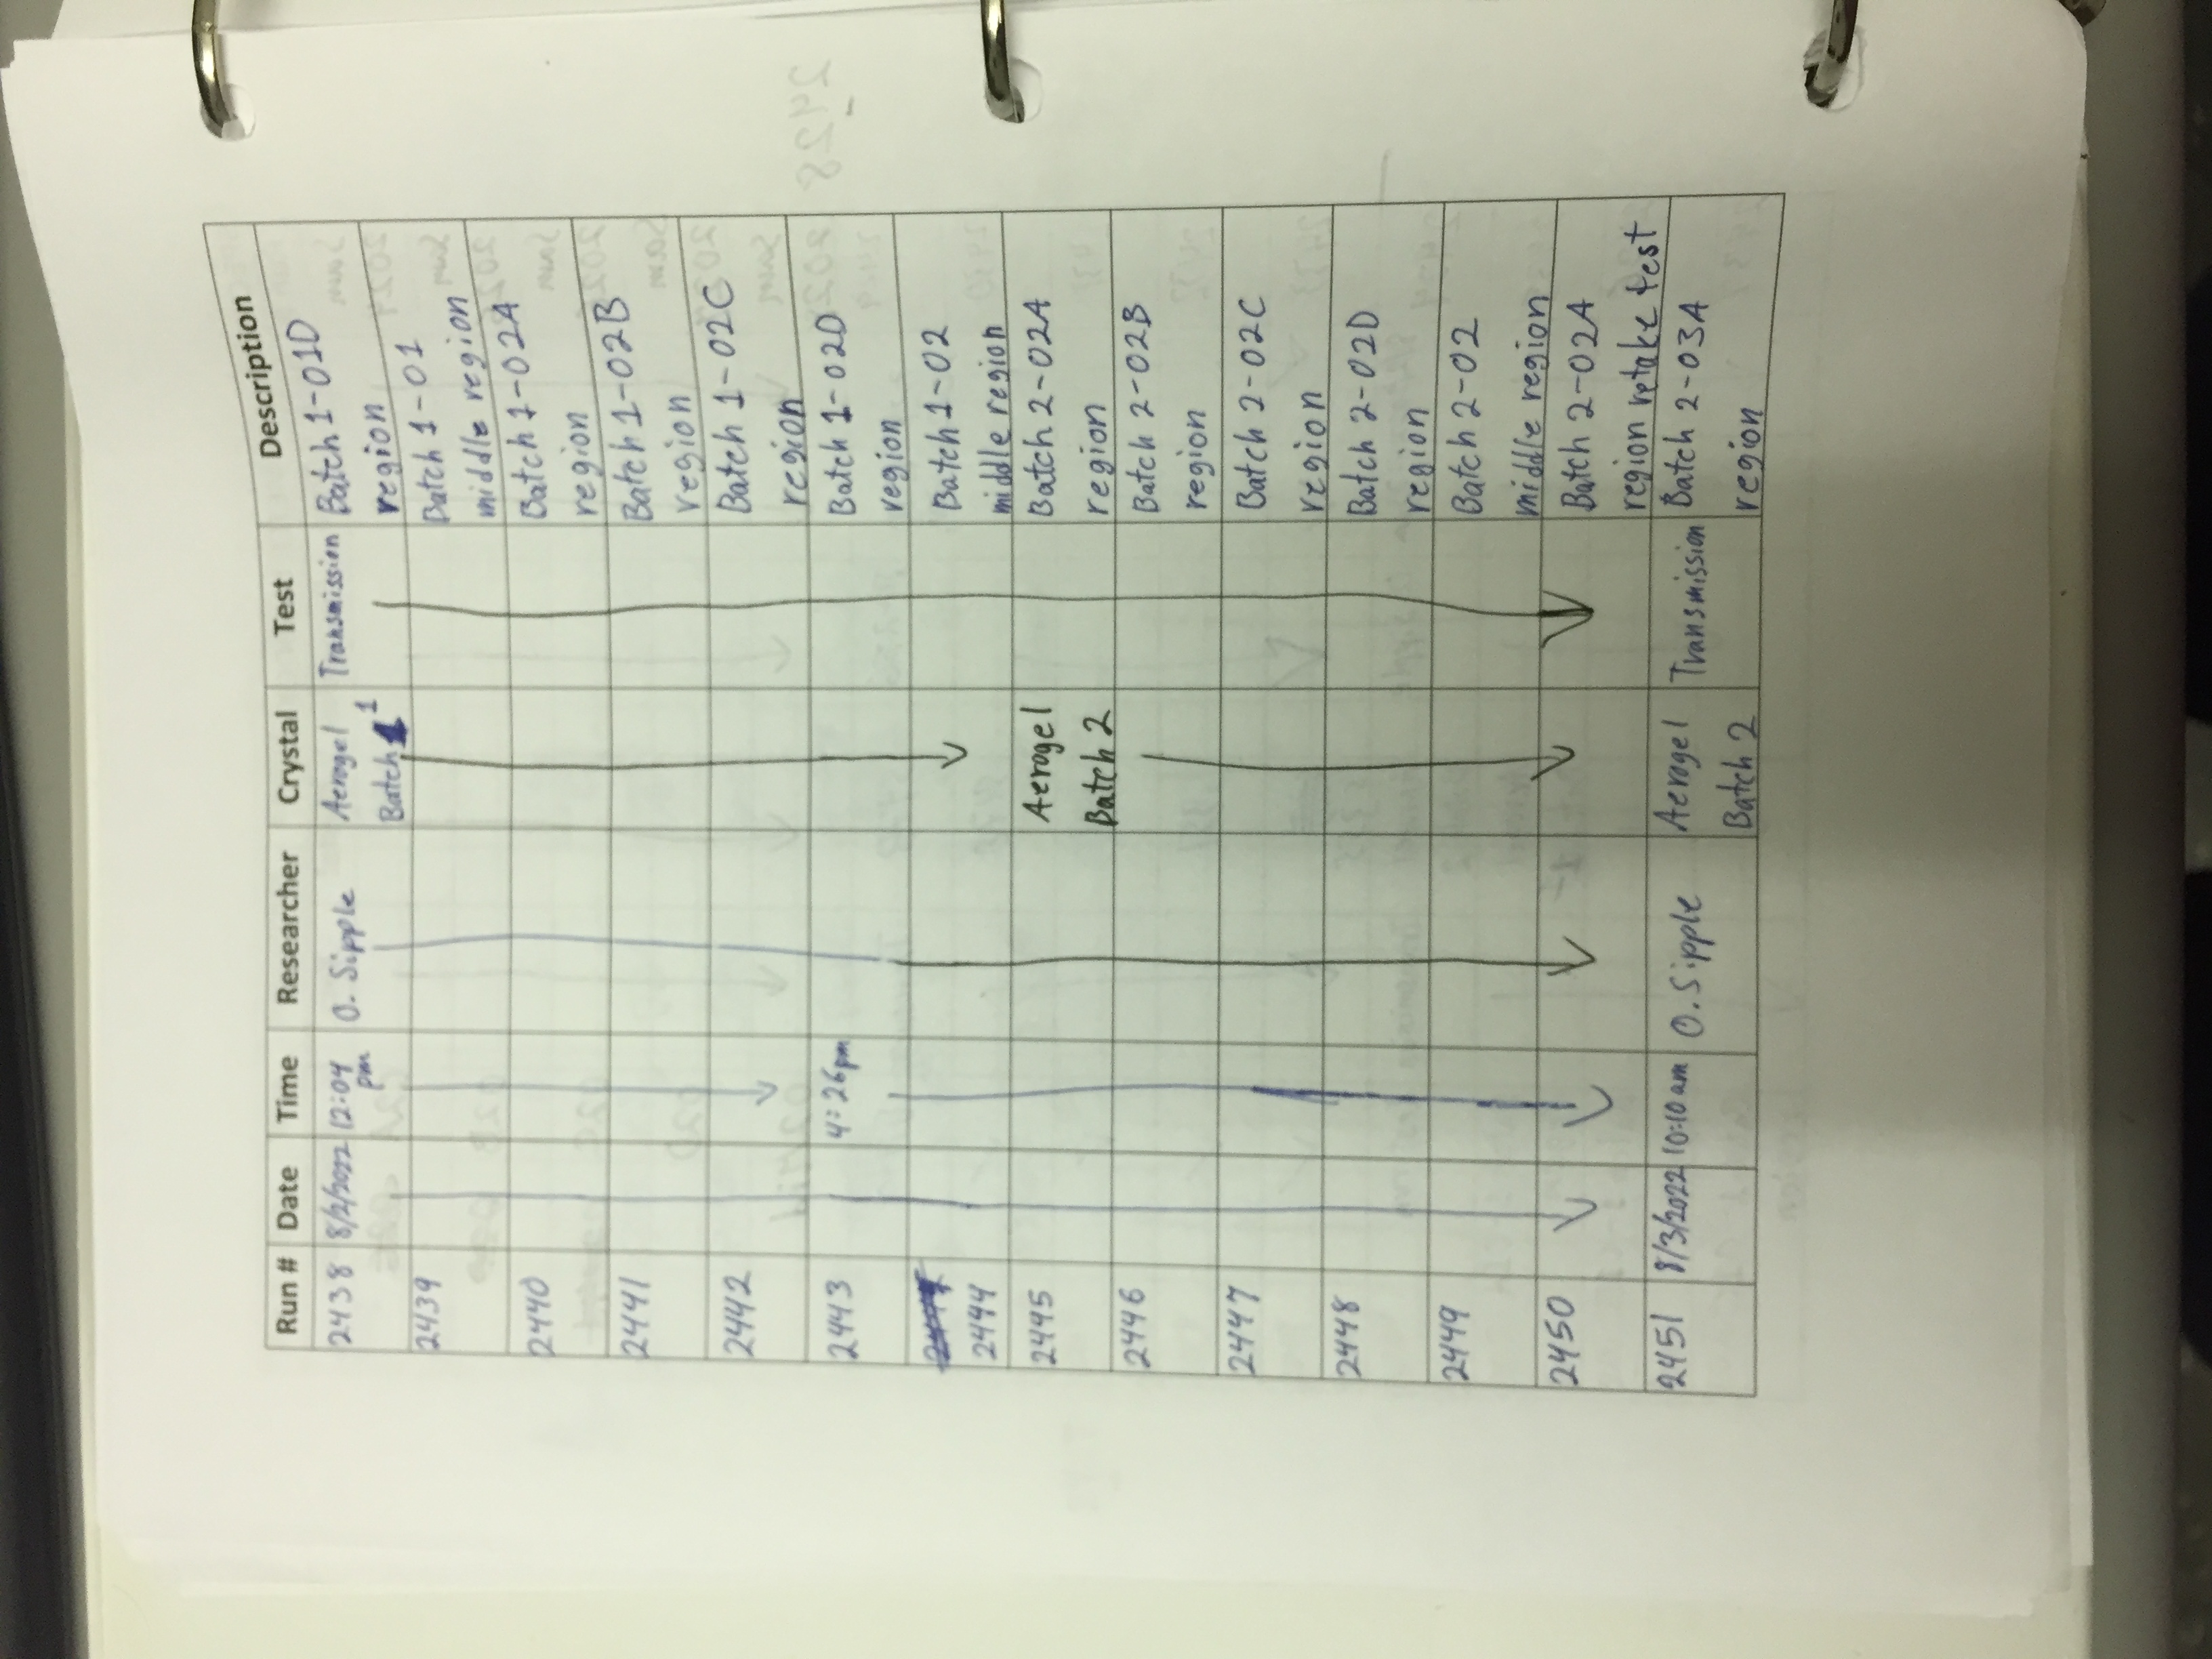 Run # Date Time Researcher Crystal Test Description
2438 8/2/2022 12:04 pm O. Sipple Aerogel Batch 1 Transmission Batch 1-01D
region
2439 Batch 1-01
middle region
2440 Batch 1-02A
region
2441 Batch 1-02B
region
2442 Batch 1-02C
region
2443 4:26pm Batch 1-02D
region
2444 Batch 1-02
middle region
2445 Aerogel Batch 2 Batch 2-02A
region
2446 Batch 2-02B
region
2447 Batch 2-02C
region
2448 Batch 2-02D
region
2449 Batch 2-02
middle region
2450 Batch 2-02A
region retake test
2451 8/3/2022 10:10 am O. Sipple Aerogel Batch 2 Transmission Batch 2-03A
region